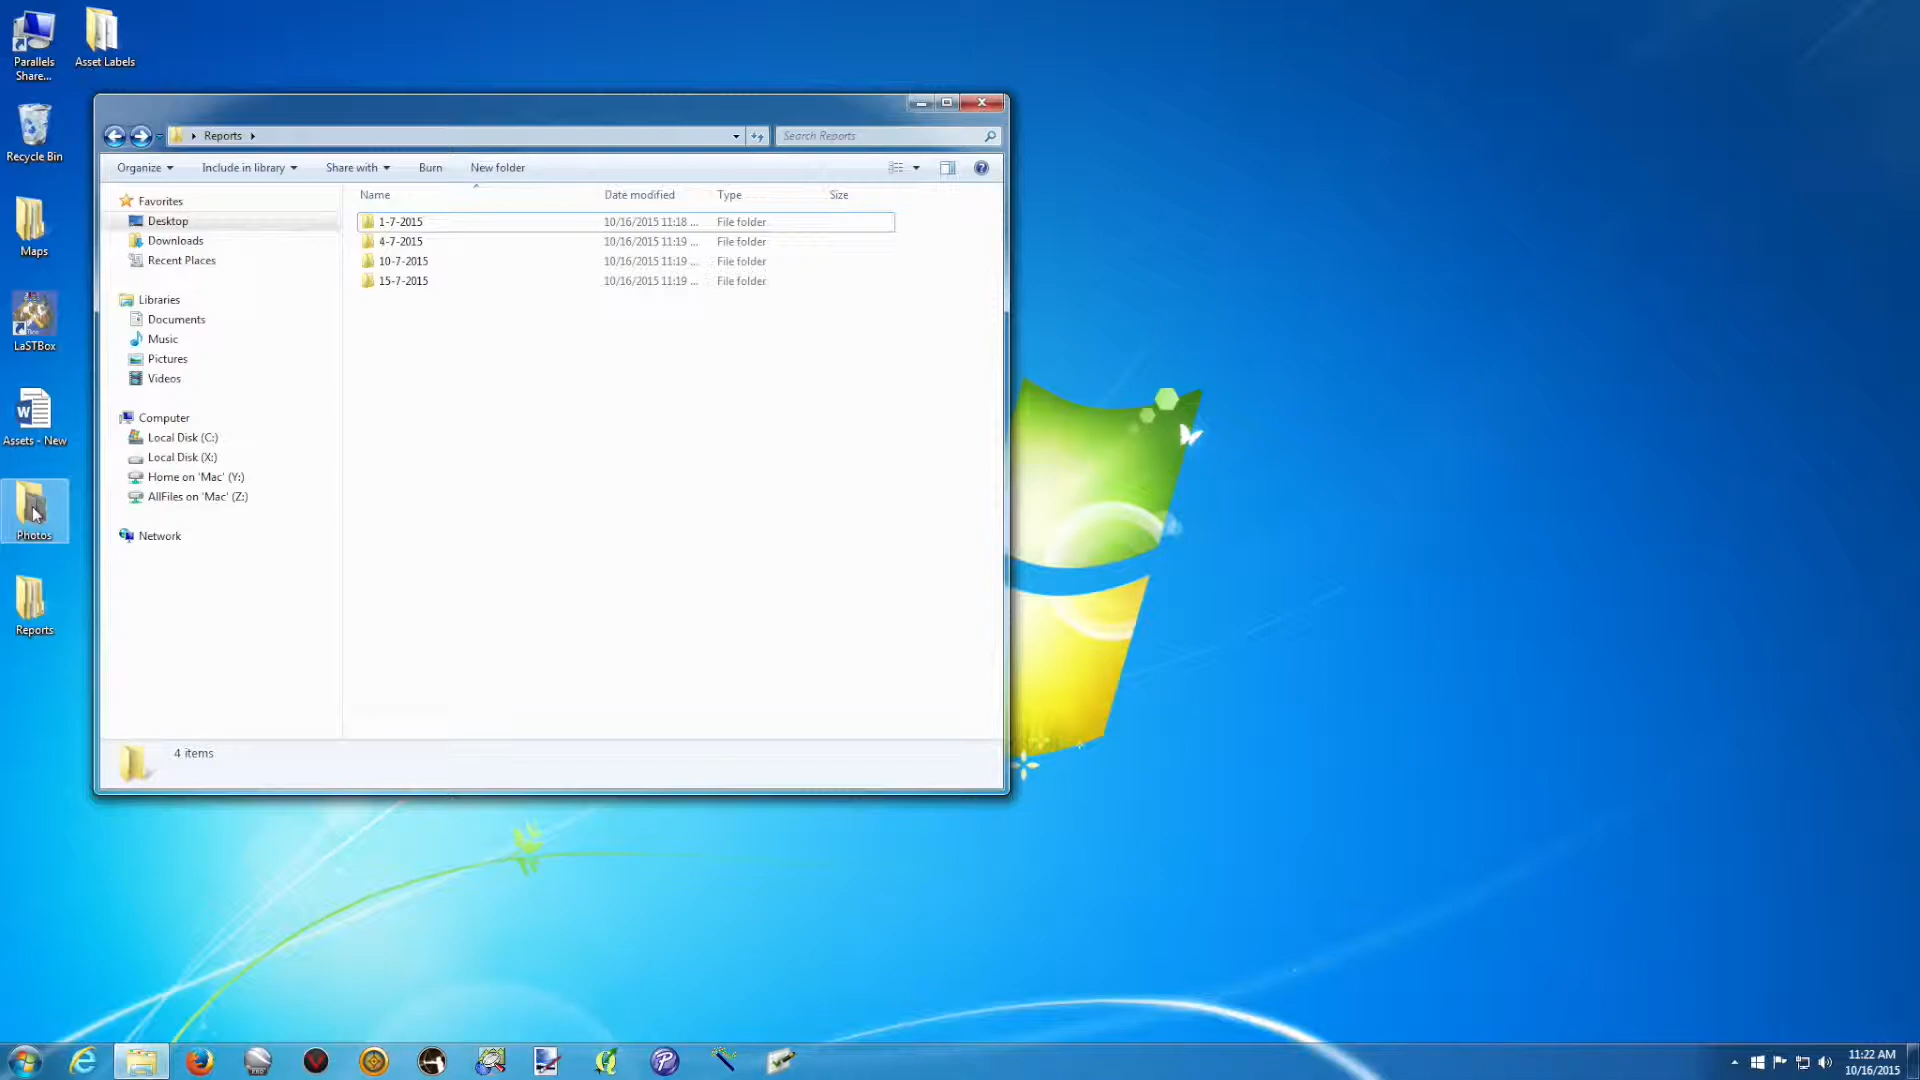 Parallels
Share...
Asset Labels
Recycle Bin
Maps
LaSTBox
Assets - New
Photos
Reports
Reports
Search Reports
Organize
Include in library
Share with
Burn
New folder
Name
Date modified
Type
Size
Favorites
Desktop
Downloads
Recent Places
Libraries
Documents
Music
Pictures
Videos
Computer
Local Disk (C:)
Local Disk (X:)
Home on 'Mac' (Y:)
AllFiles on 'Mac' (Z:)
Network
1-7-2015 10/16/2015 11:18 ... File folder
4-7-2015 10/16/2015 11:19 ... File folder
10-7-2015 10/16/2015 11:19 ... File folder
15-7-2015 10/16/2015 11:19 ... File folder
4 items
11:22 AM
10/16/2015